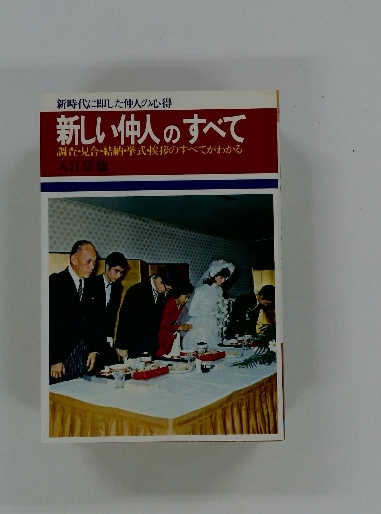 新時代に即した仲人の心得
新しい仲人のすべて
調査・見合・結納・挙式・挨拶のすべてがわかる